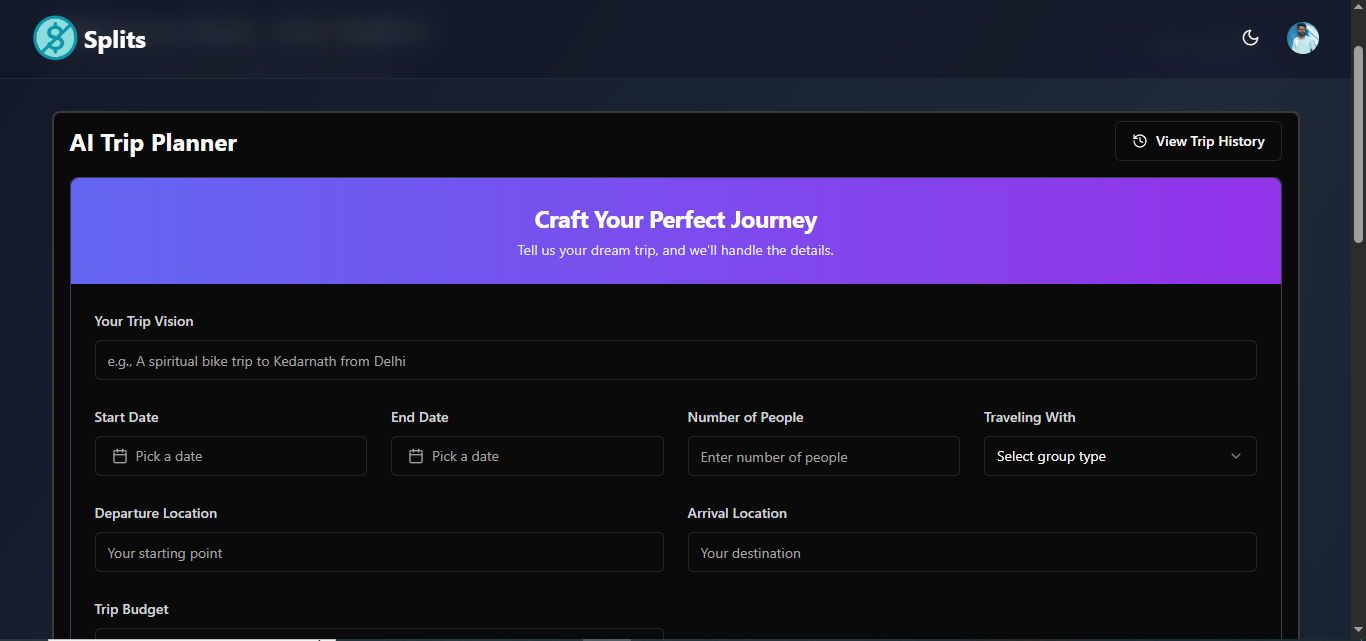 Splits
AI Trip Planner
View Trip History
Craft Your Perfect Journey
Tell us your dream trip, and we'll handle the details.
Your Trip Vision
e.g., A spiritual bike trip to Kedarnath from Delhi
Start Date
End Date
Number of People
Traveling With
Pick a date
Pick a date
Enter number of people
Select group type
Departure Location
Arrival Location
Your starting point
Your destination
Trip Budget